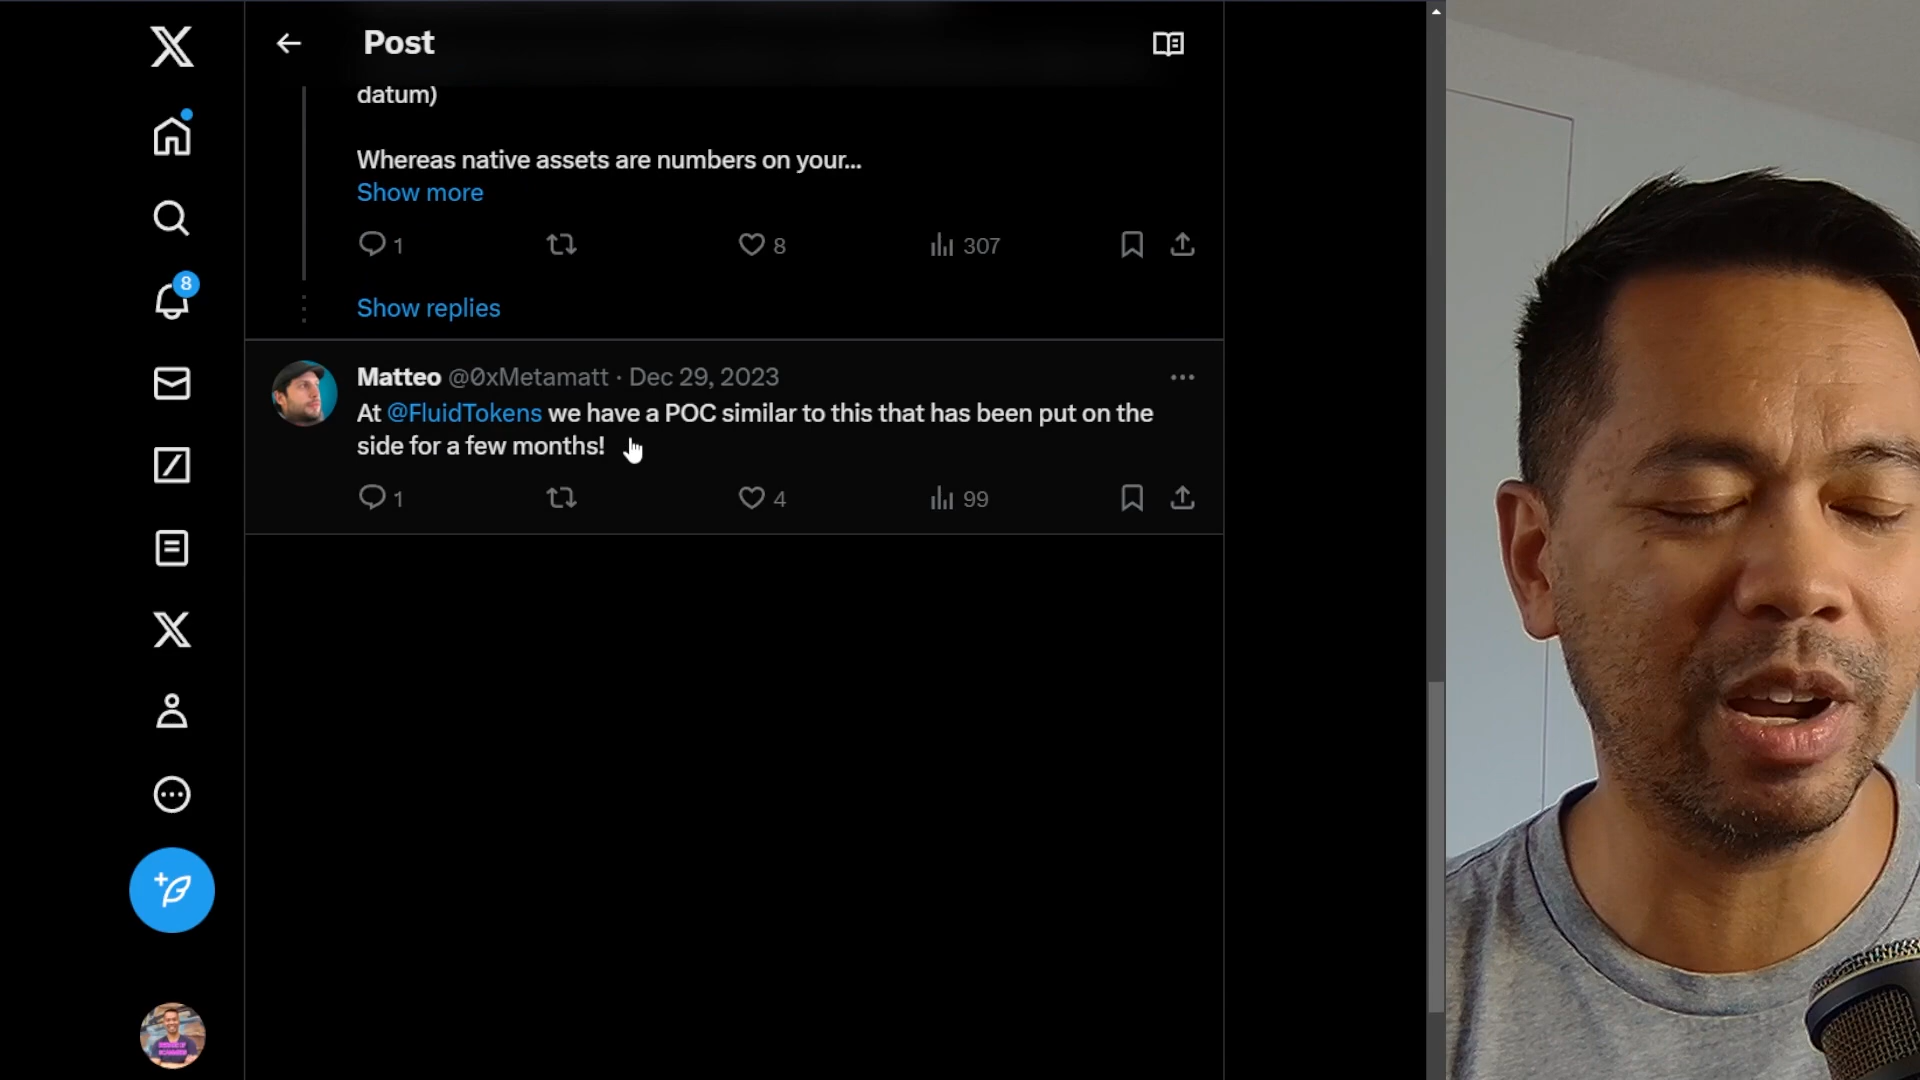 Post
datum)
Whereas native assets are numbers on your...
Show more
1
8
307
Show replies
8
Matteo @0xMetamatt · Dec 29, 2023
At @FluidTokens we have a POC similar to this that has been put on the
side for a few months!
1
4
99